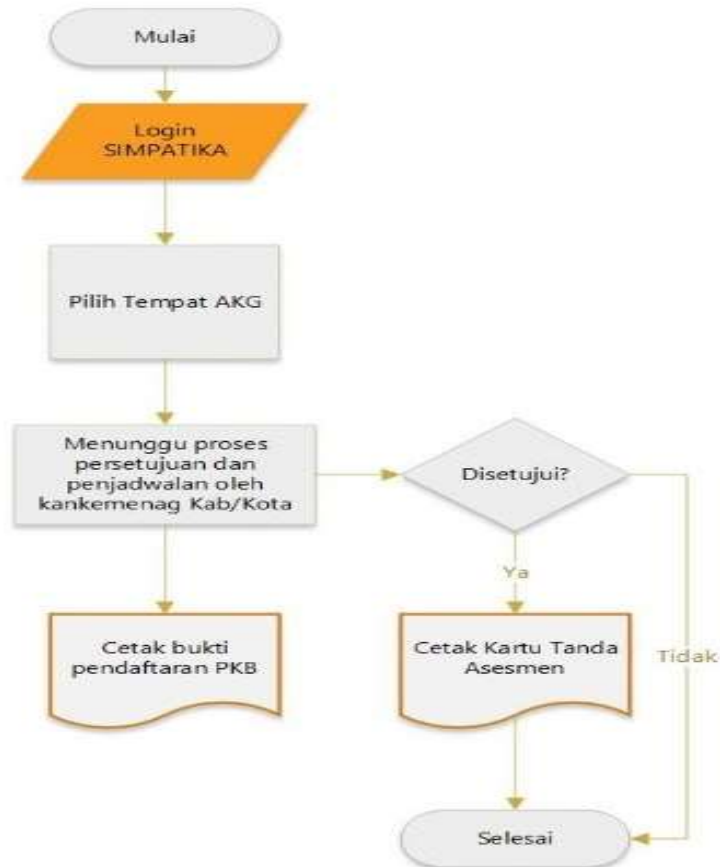 Mulai
Login
SIMPATIKA
Pilih Tempat AKG
Menunggu proses
persetujuan dan
penjadwalan oleh
kankemenag Kab/Kota
Disetujui?
Ya
Tidak
Cetak bukti
pendaftaran PKB
Cetak Kartu Tanda
Asesmen
Selesai